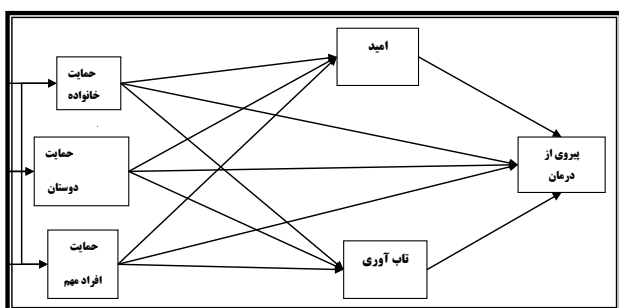 امید
حمایت
خانواده
حمایت
دوستان
پیروی از
درمان
حمایت
افراد مهم
تاب آوری